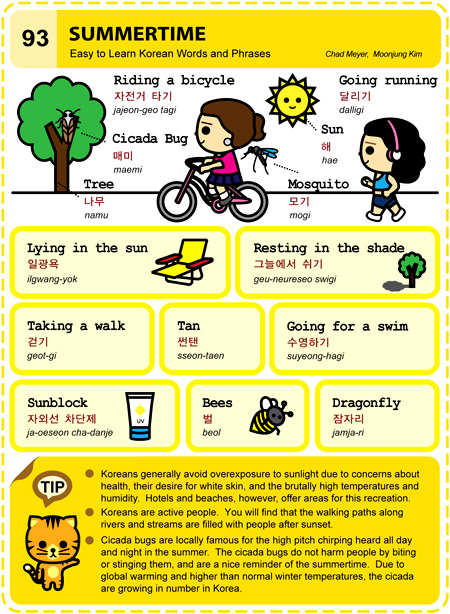 93
SUMMERTIME
Easy to Learn Korean Words and Phrases
Chad Meyer, Moonjung Kim
Riding a bicycle
자전거 타기
jajeon-geo tagi
Going running
달리기
dalligi
Cicada Bug
매미
maemi
Sun
해
hae
Tree
나무
namu
Mosquito
모기
mogi
Lying in the sun
일광욕
ilgwang-yok
Resting in the shade
그늘에서 쉬기
geu-neureseo swigi
Taking a walk
걷기
geot-gi
Tan
썬탠
sseon-taen
Going for a swim
수영하기
suyeong-hagi
Sunblock
자외선 차단제
ja-oeseon cha-danje
UV
Bees
벌
beol
Dragonfly
잠자리
jamja-ri
TIP
Koreans generally avoid overexposure to sunlight due to concerns about
health, their desire for white skin, and the brutally high temperatures and
humidity. Hotels and beaches, however, offer areas for this recreation.
Koreans are active people. You will find that the walking paths along
rivers and streams are filled with people after sunset.
Cicada bugs are locally famous for the high pitch chirping heard all day
and night in the summer. The cicada bugs do not harm people by biting
or stinging them, and are a nice reminder of the summertime. Due to
global warming and higher than normal winter temperatures, the cicada
are growing in number in Korea.